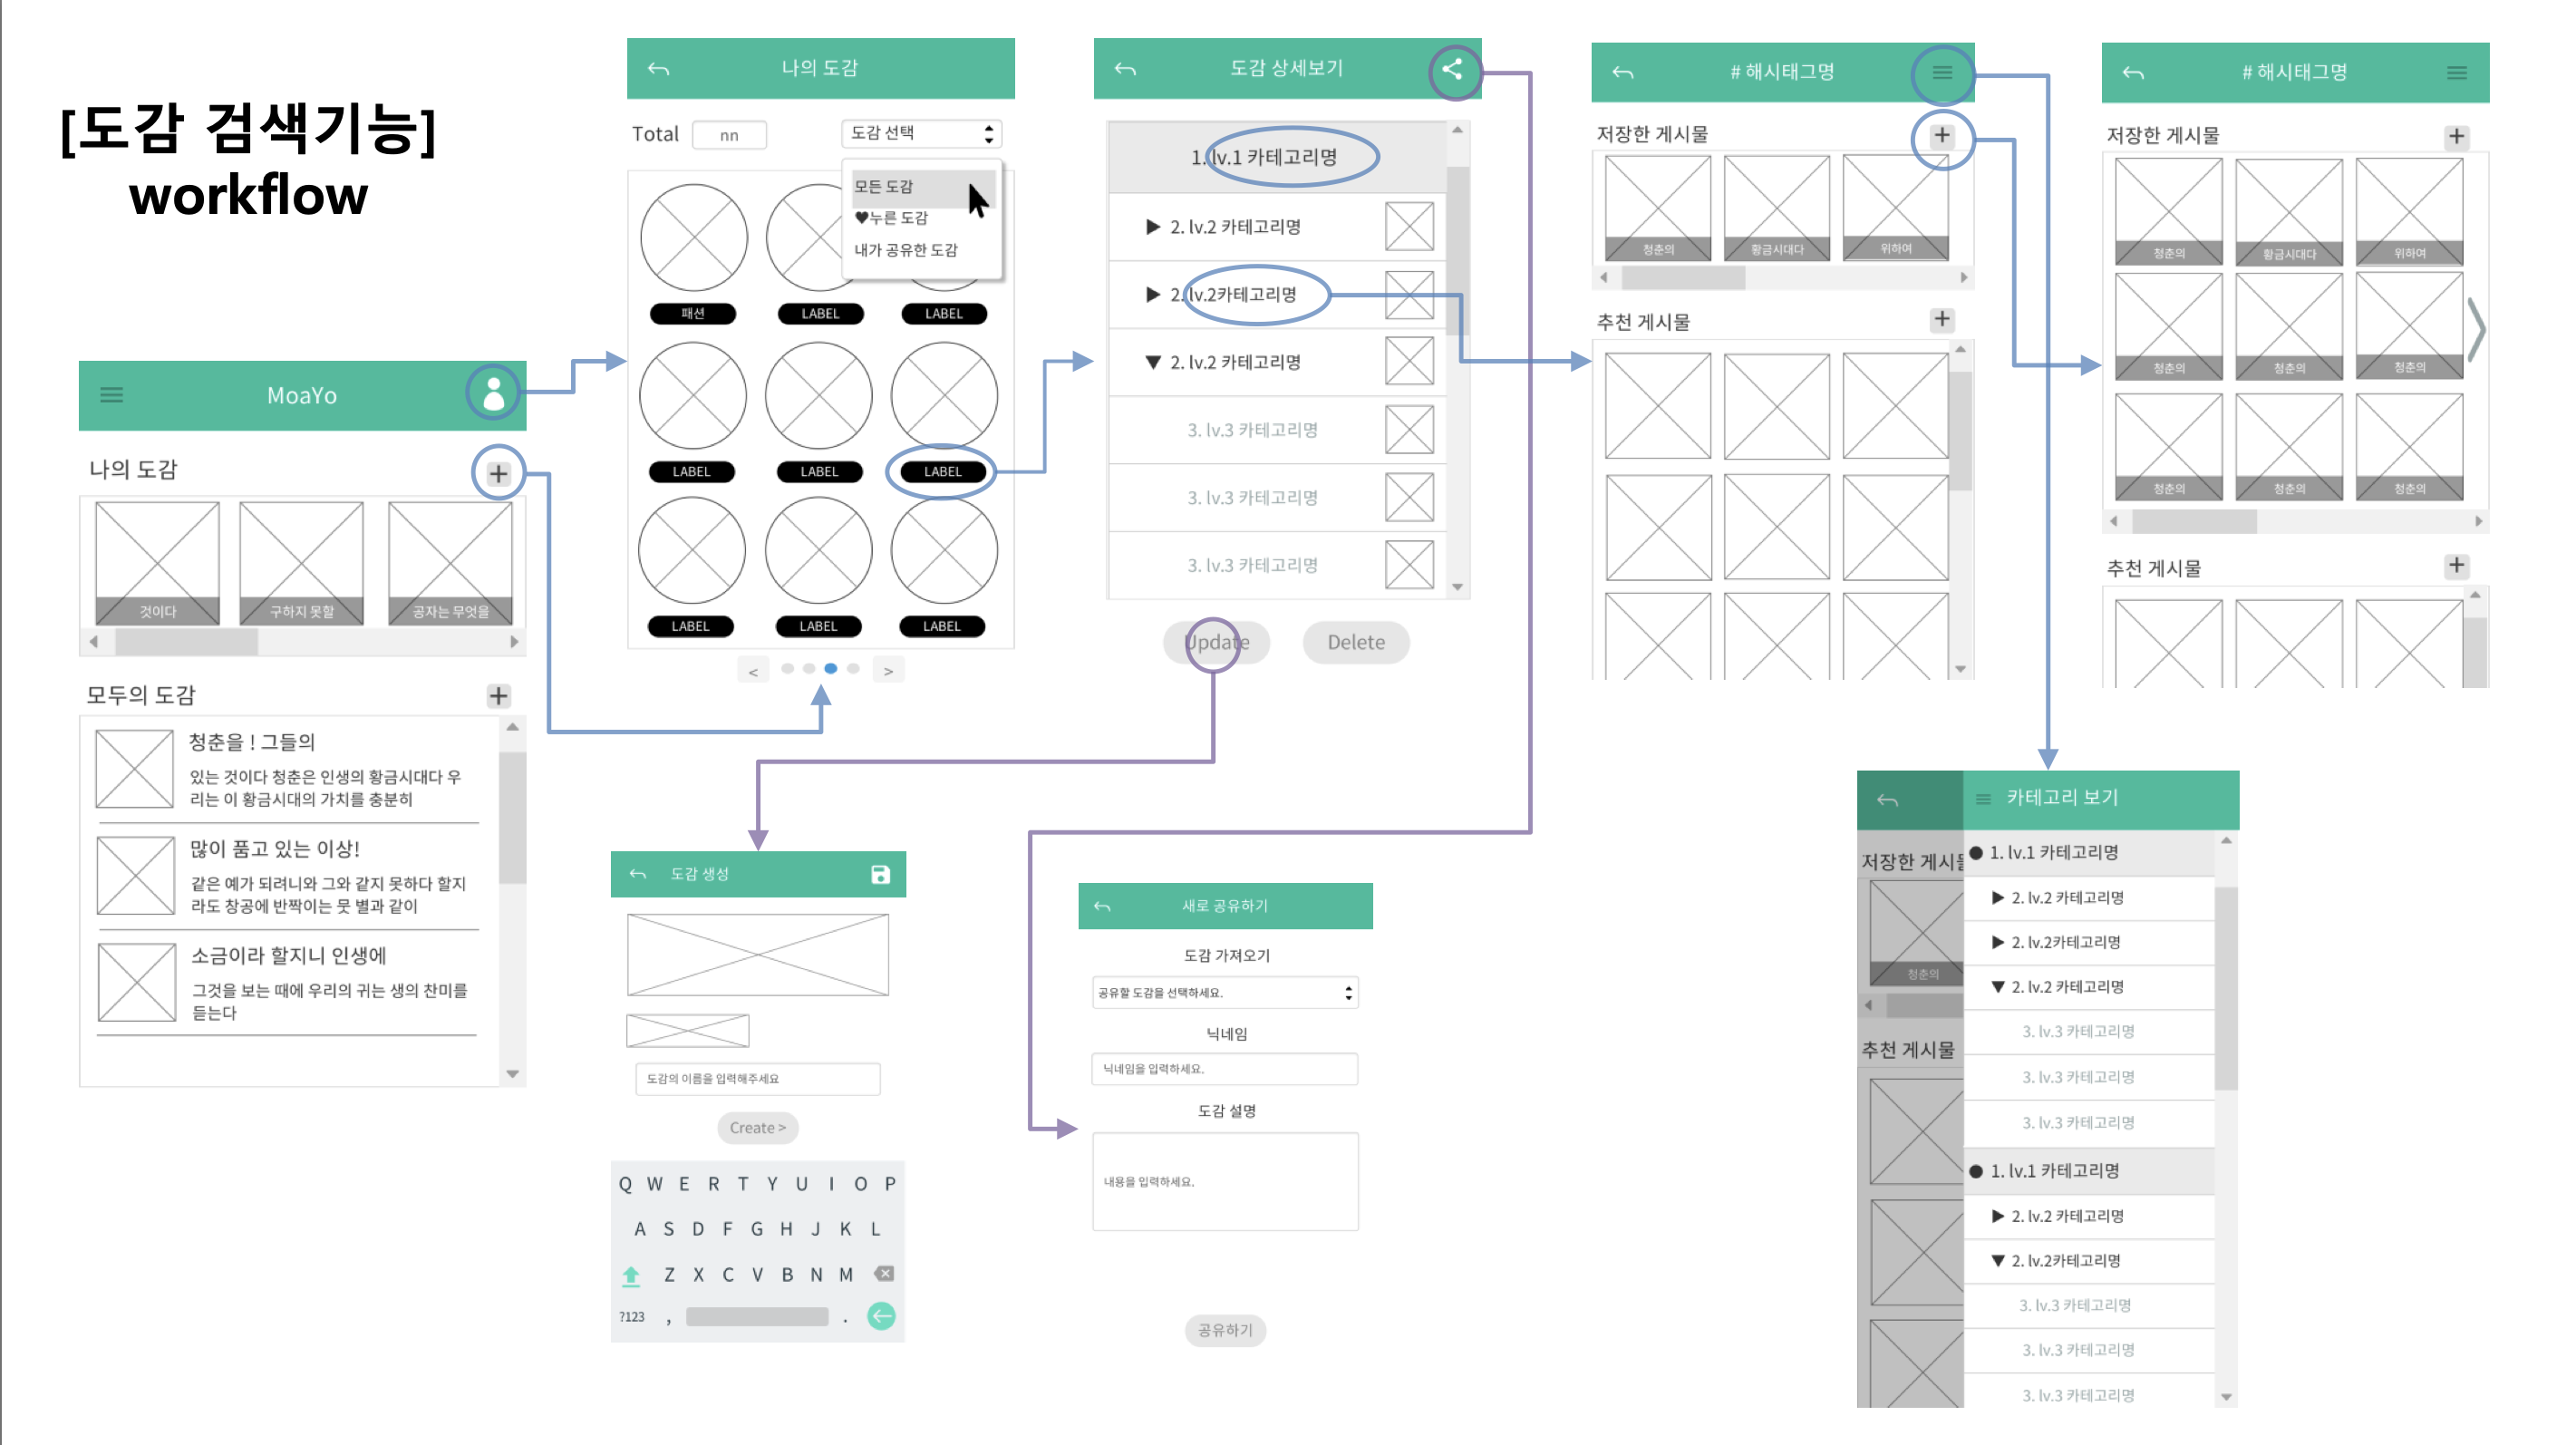 [도감 검색기능]
workflow
MoaYo
나의 도감
+
것이다
구하지 못할
공자는 무엇을
모두의 도감
+
청춘을 ! 그들의
있는 것이다 청춘은 인생의 황금시대다 우
리는 이 황금시대의 가치를 충분히
많이 품고 있는 이상!
같은 예가 되려니와 그와 같지 못하다 할지
라도 창공에 반짝이는 뭇 별과 같이
소금이라 할지니 인생에
그것을 보는 때에 우리의 귀는 생의 찬미를
듣는다
나의 도감
Total nn 도감 선택
모든 도감
♥누른 도감
내가 공유한 도감
패션 LABEL LABEL
LABEL LABEL LABEL
LABEL LABEL LABEL
< >
도감 상세보기
1. lv.1 카테고리명
▶ 2. lv.2 카테고리명
▶ 2. lv.2카테고리명
▼ 2. lv.2 카테고리명
3. lv.3 카테고리명
3. lv.3 카테고리명
3. lv.3 카테고리명
Update Delete
# 해시태그명
저장한 게시물 +
청춘의 황금시대다 위하여
추천 게시물 +
# 해시태그명
저장한 게시물 +
청춘의 황금시대다 위하여
청춘의 청춘의 청춘의
청춘의 청춘의 청춘의
추천 게시물 +
도감 생성
도감의 이름을 입력해주세요
Create >
Q W E R T Y U I O P
A S D F G H J K L
Z X C V B N M
?123 , .
새로 공유하기
도감 가져오기
공유할 도감을 선택하세요.
닉네임
닉네임을 입력하세요.
도감 설명
내용을 입력하세요.
공유하기
카테고리 보기
저장한 게시물
청춘의
추천 게시물
● 1. lv.1 카테고리명
▶ 2. lv.2 카테고리명
▶ 2. lv.2카테고리명
▼ 2. lv.2 카테고리명
3. lv.3 카테고리명
3. lv.3 카테고리명
3. lv.3 카테고리명
● 1. lv.1 카테고리명
▶ 2. lv.2 카테고리명
▼ 2. lv.2카테고리명
3. lv.3 카테고리명
3. lv.3 카테고리명
3. lv.3 카테고리명